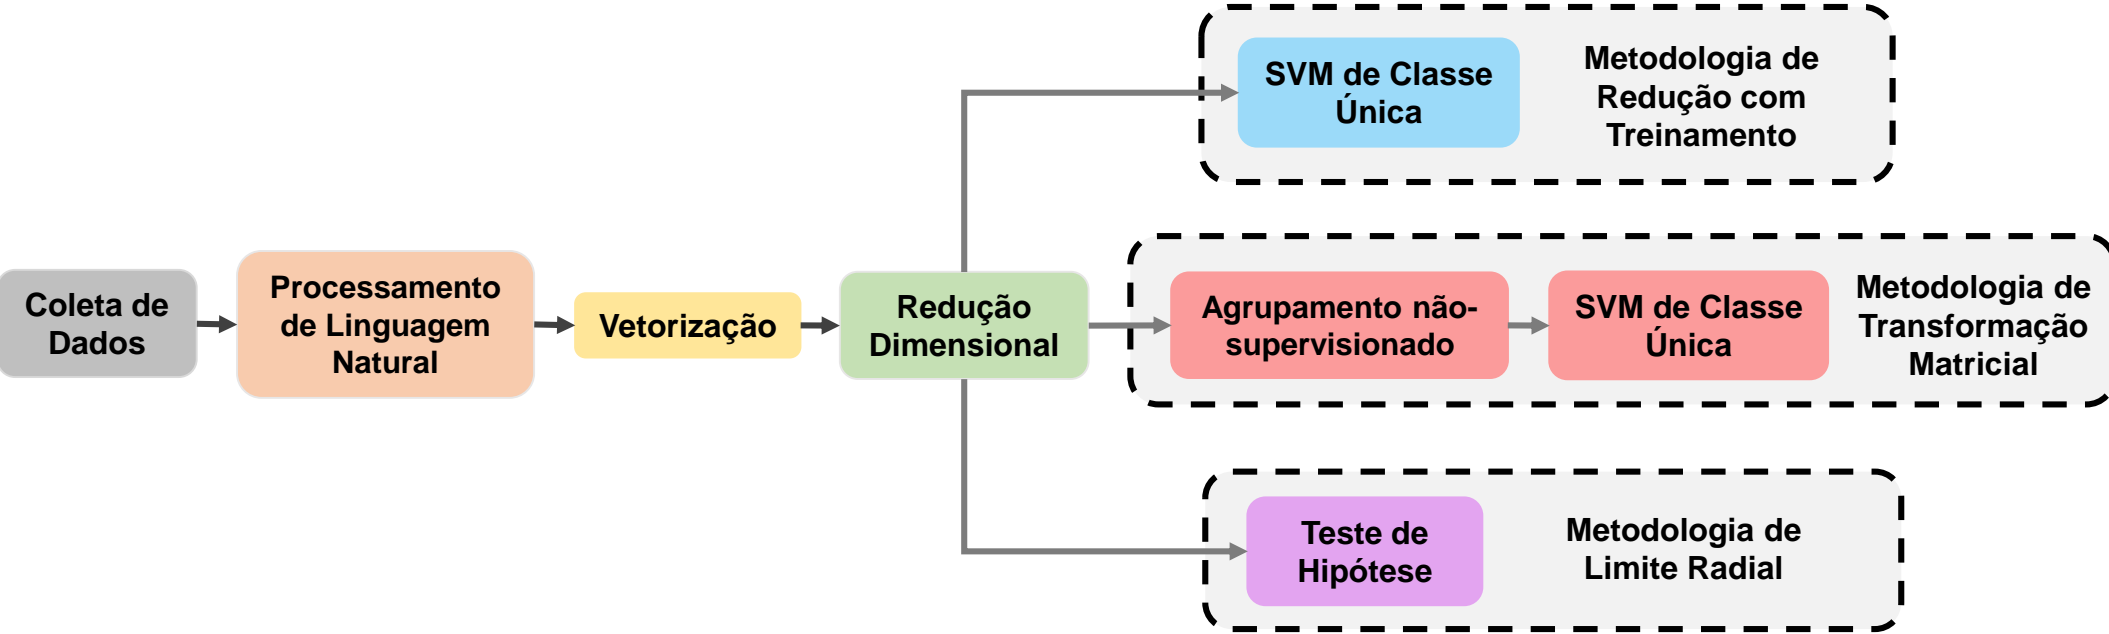 SVM de Classe
Única
Metodologia de
Redução com
Treinamento
Coleta de
Dados
Processamento
de Linguagem
Natural
Vetorização
Redução
Dimensional
Agrupamento não-
supervisionado
SVM de Classe
Única
Metodologia de
Transformação
Matricial
Teste de
Hipótese
Metodologia de
Limite Radial